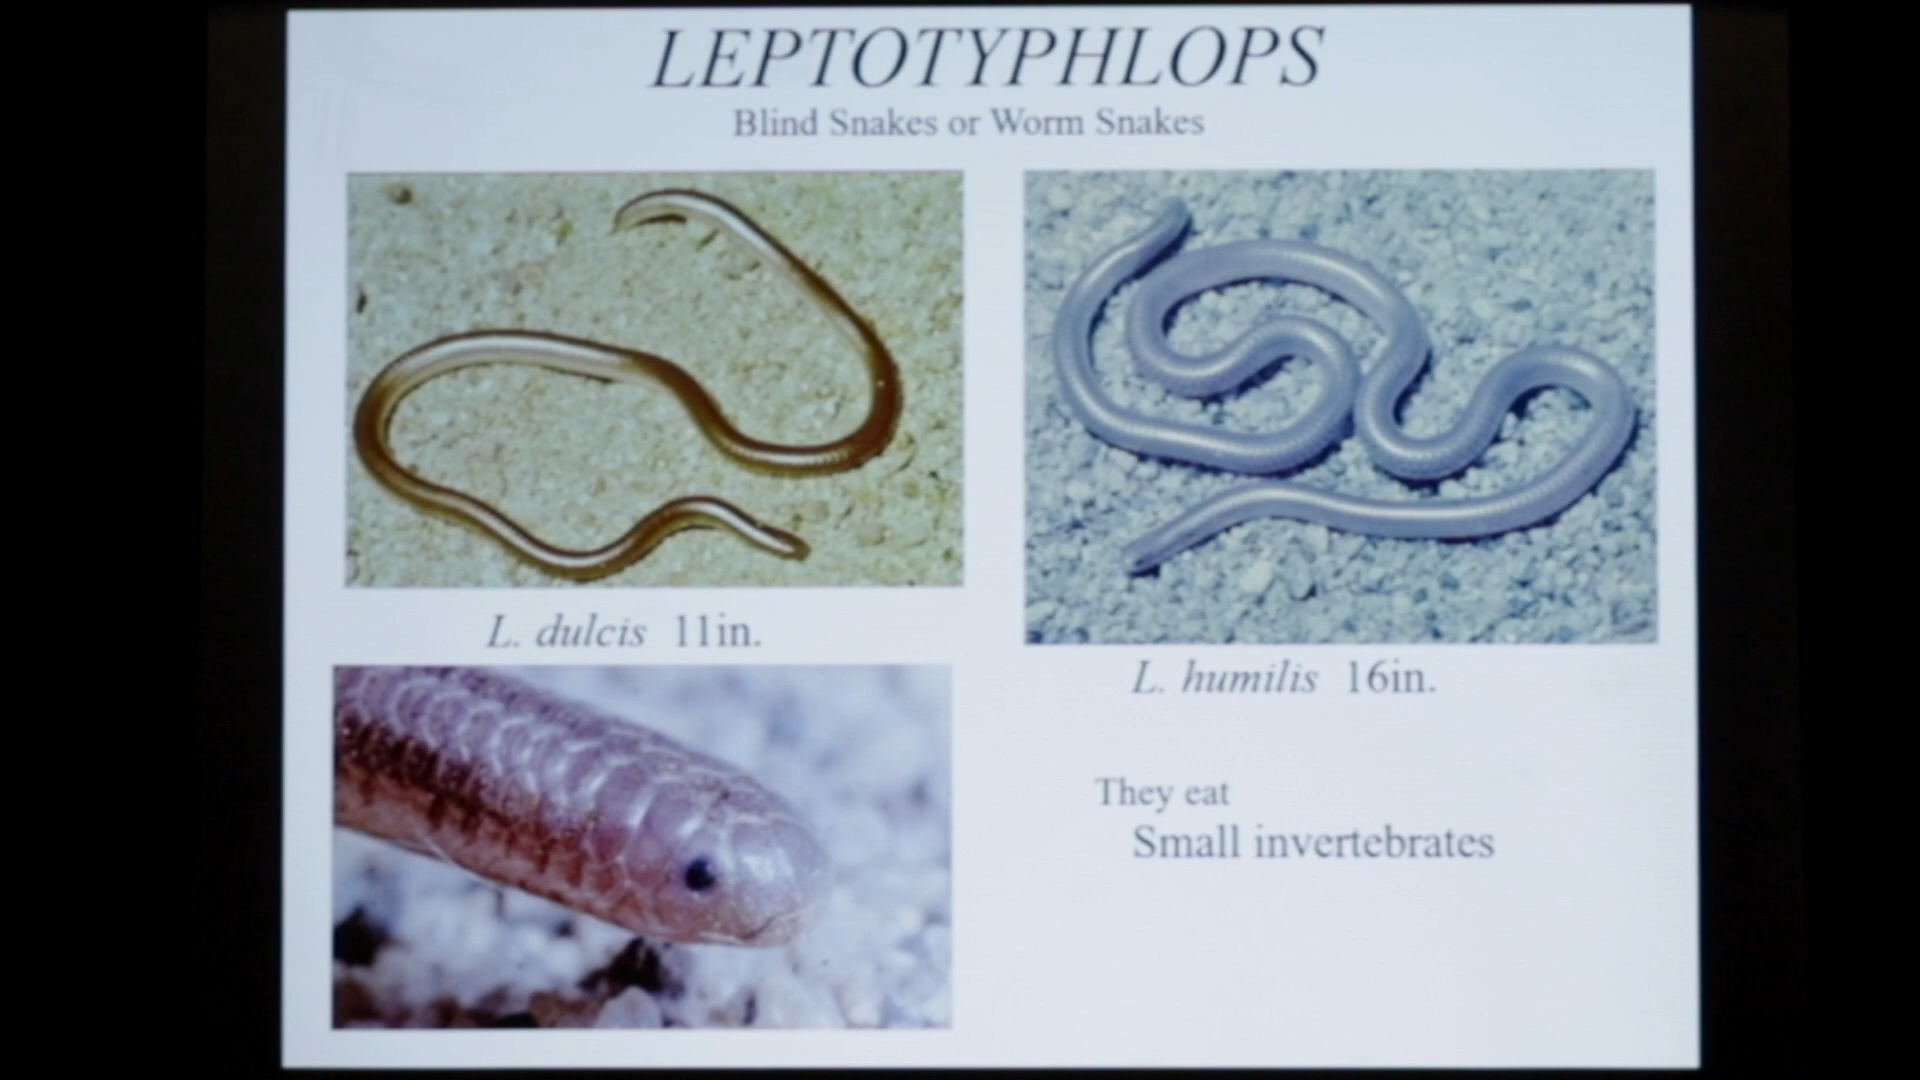 LEPTOTYPHLOPS
Blind Snakes or Worm Snakes
L. dulcis 11in.
L. humilis 16in.
They eat
Small invertebrates